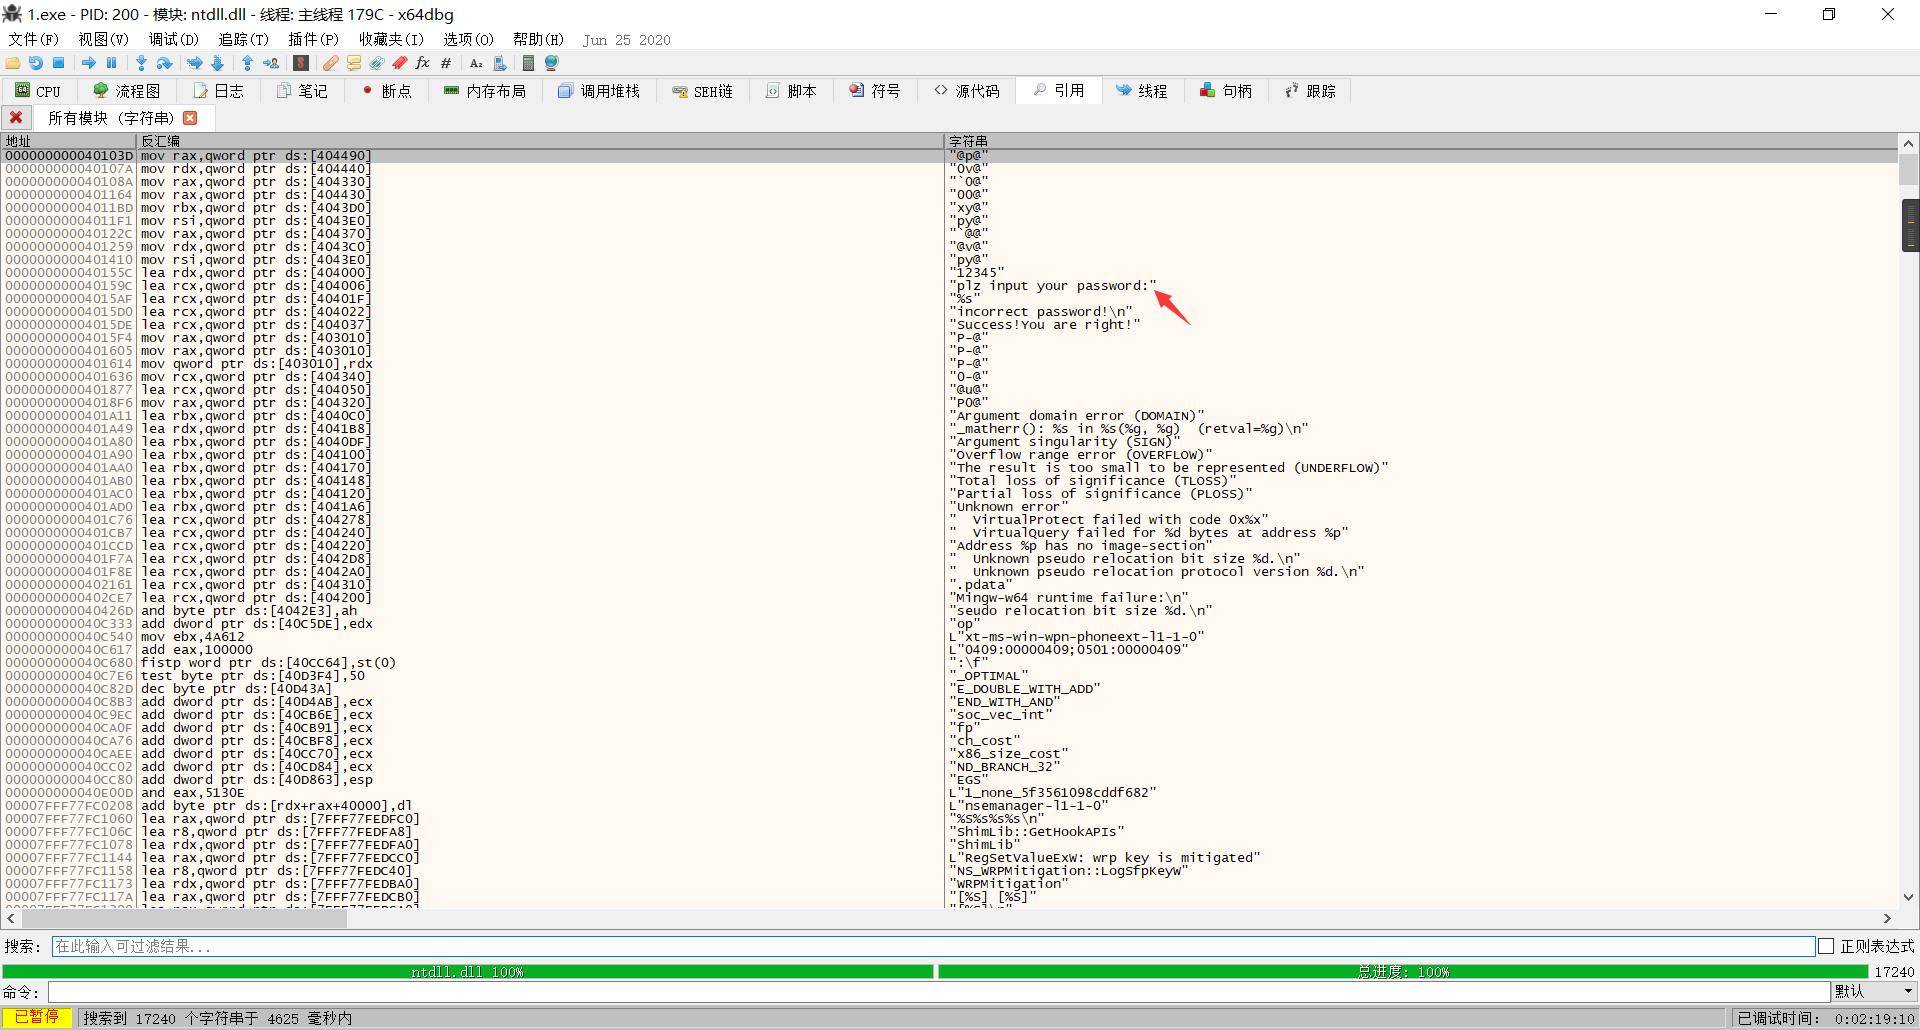 1.exe - PID: 200 - 模块: ntdll.dll - 线程: 主线程 179C - x64dbg
文件(F) 视图(V) 调试(D) 追踪(T) 插件(P) 收藏夹(I) 选项(O) 帮助(H) Jun 25 2020
CPU 流程图 日志 笔记 断点 内存布局 调用堆栈 SEH链 脚本 符号 源代码 引用 线程 句柄 跟踪
所有模块 (字符串)
地址 反汇编 字符串
000000000040103D mov rax,qword ptr ds:[404490] "@p@"
000000000040107A mov rdx,qword ptr ds:[404440] "0v@"
000000000040108A mov rax,qword ptr ds:[404330] "`O@"
0000000000401164 mov rax,qword ptr ds:[404430] "00@"
00000000004011BD mov rbx,qword ptr ds:[4043D0] "xy@"
00000000004011F1 mov rsi,qword ptr ds:[4043E0] "py@"
000000000040122C mov rax,qword ptr ds:[404370] "`@@"
0000000000401259 mov rdx,qword ptr ds:[4043C0] "@v@"
0000000000401410 mov rsi,qword ptr ds:[4043E0] "py@"
000000000040155C lea rdx,qword ptr ds:[404000] "12345"
000000000040159C lea rcx,qword ptr ds:[404006] "plz input your password:"
00000000004015AF lea rcx,qword ptr ds:[40401F] "%s"
00000000004015D0 lea rcx,qword ptr ds:[404022] "incorrect password!\n"
00000000004015DE lea rcx,qword ptr ds:[404037] "Success!You are right!"
00000000004015F4 mov rax,qword ptr ds:[403010] "P-@"
0000000000401605 mov rax,qword ptr ds:[403010] "P-@"
0000000000401614 mov qword ptr ds:[403010],rdx "P-@"
0000000000401636 mov rcx,qword ptr ds:[404340] "0-@"
0000000000401877 lea rcx,qword ptr ds:[404050] "@u@"
00000000004018F6 mov rax,qword ptr ds:[404320] "PO@"
0000000000401A11 lea rbx,qword ptr ds:[4040C0] "Argument domain error (DOMAIN)"
0000000000401A49 lea rdx,qword ptr ds:[4041B8] "_matherr(): %s in %s(%g, %g)  (retval=%g)\n"
0000000000401A80 lea rbx,qword ptr ds:[4040DF] "Argument singularity (SIGN)"
0000000000401A90 lea rbx,qword ptr ds:[404100] "Overflow range error (OVERFLOW)"
0000000000401AA0 lea rbx,qword ptr ds:[404170] "The result is too small to be represented (UNDERFLOW)"
0000000000401AB0 lea rbx,qword ptr ds:[404148] "Total loss of significance (TLOSS)"
0000000000401AC0 lea rbx,qword ptr ds:[404120] "Partial loss of significance (PLOSS)"
0000000000401AD0 lea rbx,qword ptr ds:[4041A6] "Unknown error"
0000000000401C76 lea rcx,qword ptr ds:[404278] "  VirtualProtect failed with code 0x%x"
0000000000401CB7 lea rcx,qword ptr ds:[404240] "  VirtualQuery failed for %d bytes at address %p"
0000000000401CCD lea rcx,qword ptr ds:[404220] "Address %p has no image-section"
0000000000401F7A lea rcx,qword ptr ds:[4042D8] "  Unknown pseudo relocation bit size %d.\n"
0000000000401F8E lea rcx,qword ptr ds:[4042A0] "  Unknown pseudo relocation protocol version %d.\n"
0000000000402161 lea rcx,qword ptr ds:[404310] ".pdata"
0000000000402CE7 lea rcx,qword ptr ds:[404200] "Mingw-w64 runtime failure:\n"
000000000040426D and byte ptr ds:[4042E3],ah "seudo relocation bit size %d.\n"
000000000040C333 add dword ptr ds:[40C5DE],edx "op"
000000000040C540 mov ebx,4A612 L"xt-ms-win-wpn-phoneext-l1-1-0"
000000000040C617 add eax,100000 L"0409:00000409;0501:00000409"
000000000040C680 fistp word ptr ds:[40CC64],st(0) ":\f"
000000000040C7E6 test byte ptr ds:[40D3F4],50 "_OPTIMAL"
000000000040C82D dec byte ptr ds:[40D43A] "E_DOUBLE_WITH_ADD"
000000000040C8B3 add dword ptr ds:[40D4AB],ecx "END_WITH_AND"
000000000040C9EC add dword ptr ds:[40CB6E],ecx "soc_vec_int"
000000000040CA0F add dword ptr ds:[40CB91],ecx "fp"
000000000040CA76 add dword ptr ds:[40CBF8],ecx "ch_cost"
000000000040CAEE add dword ptr ds:[40CC70],ecx "x86_size_cost"
000000000040CC02 add dword ptr ds:[40CD84],ecx "ND_BRANCH_32"
000000000040CC80 add dword ptr ds:[40D863],esp "EGS"
000000000040E00D and eax,5130E L"1_none_5f3561098cddf682"
00007FFF77FC0208 add byte ptr ds:[rdx+rax+40000],dl L"nsemanager-l1-1-0"
00007FFF77FC1060 lea rax,qword ptr ds:[7FFF77FEDFC0] "%S%s%s%s\n"
00007FFF77FC106C lea r8,qword ptr ds:[7FFF77FEDFA8] "ShimLib::GetHookAPIs"
00007FFF77FC1078 lea rdx,qword ptr ds:[7FFF77FEDFA0] "ShimLib"
00007FFF77FC1144 lea rax,qword ptr ds:[7FFF77FEDCC0] L"RegSetValueExW: wrp key is mitigated"
00007FFF77FC1158 lea r8,qword ptr ds:[7FFF77FEDC40] "NS_WRPMitigation::LogSfpKeyW"
00007FFF77FC1173 lea rdx,qword ptr ds:[7FFF77FEDBA0] "WRPMitigation"
00007FFF77FC117A lea rax,qword ptr ds:[7FFF77FEDCB0] "[%S] [%S]"
搜索: 在此输入可过滤结果... 正则表达式
ntdll.dll 100% 总进度: 100% 17240
命令: 默认
已暂停 搜索到 17240 个字符串于 4625 毫秒内 已调试时间: 0:02:19:10